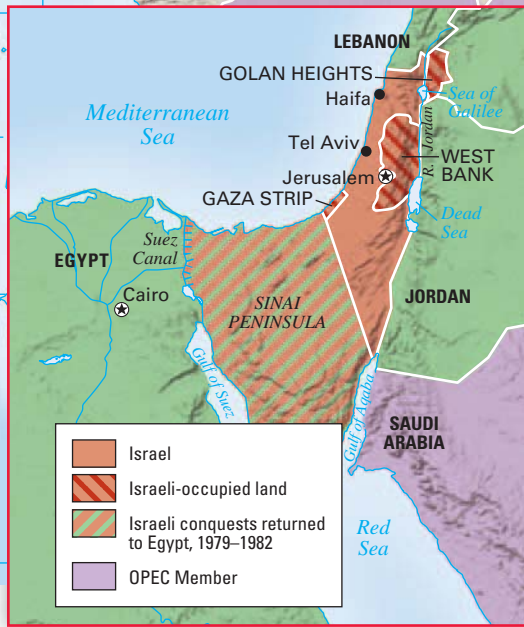 LEBANON
GOLAN HEIGHTS
Haifa
Sea of
Galilee
Mediterranean
Sea
R. Jordan
Tel Aviv
WEST
BANK
Jerusalem
GAZA STRIP
Dead
Sea
Suez
Canal
EGYPT
Cairo
SINAI
PENINSULA
JORDAN
Gulf of Suez
Gulf of Aqaba
SAUDI
ARABIA
Red
Sea
Israel
Israeli-occupied land
Israeli conquests returned
to Egypt, 1979–1982
OPEC Member